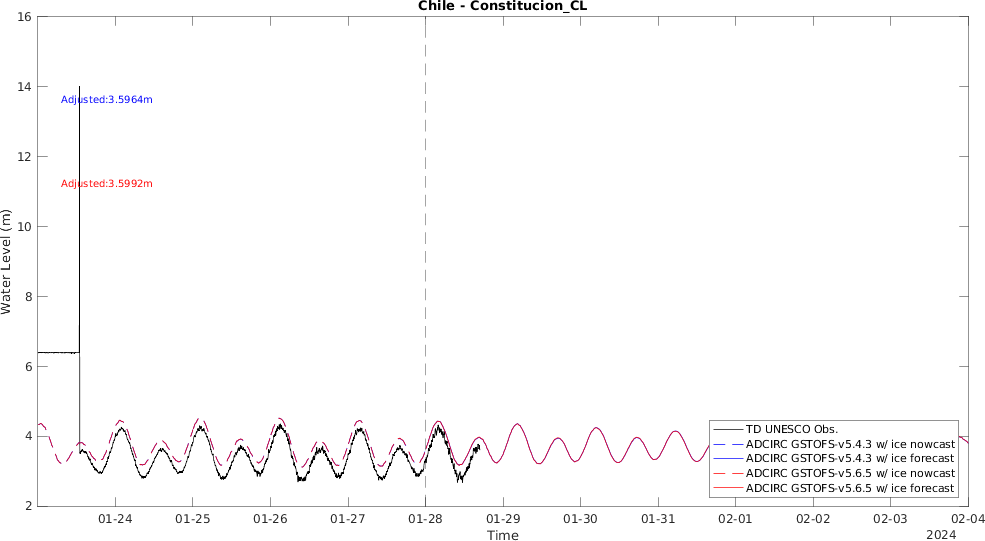 Chile - Constitucion_CL
16
14
12
10
8
6
4
2
Water Level (m)
Adjusted:3.5964m
Adjusted:3.5992m
TD UNESCO Obs.
ADCIRC GSTOFS-v5.4.3 w/ ice nowcast
ADCIRC GSTOFS-v5.4.3 w/ ice forecast
ADCIRC GSTOFS-v5.6.5 w/ ice nowcast
ADCIRC GSTOFS-v5.6.5 w/ ice forecast
01-24 01-25 01-26 01-27 01-28 01-29 01-30 01-31 02-01 02-02 02-03 02-04
Time
2024